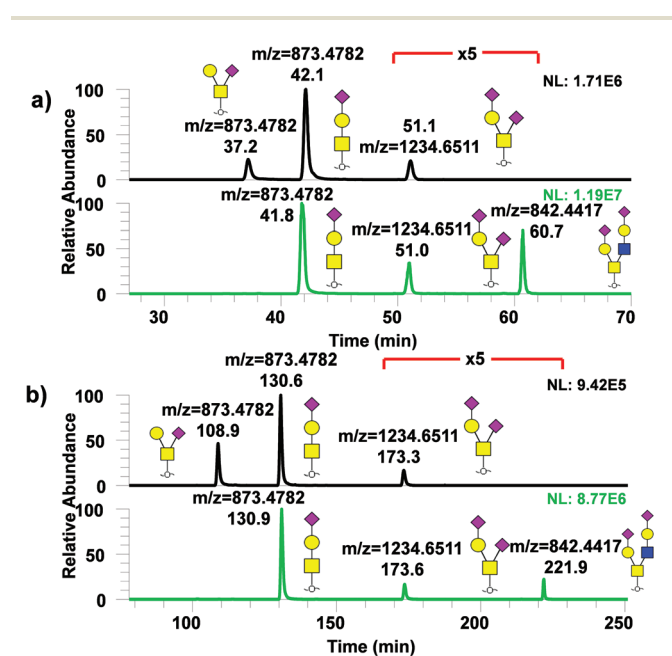 a)
m/z=873.4782
42.1
x5
NL: 1.71E6
m/z=873.4782
37.2
51.1
m/z=1234.6511
Relative Abundance
100
50
0
m/z=873.4782
41.8
NL: 1.19E7
m/z=1234.6511
51.0
m/z=842.4417
60.7
100
50
0
30 40 50 60 70
Time (min)
b)
m/z=873.4782
130.6
x5
NL: 9.42E5
m/z=873.4782
108.9
m/z=1234.6511
173.3
Relative Abundance
100
50
0
m/z=873.4782
130.9
NL: 8.77E6
m/z=1234.6511
173.6
m/z=842.4417
221.9
100
50
0
100 150 200 250
Time (min)